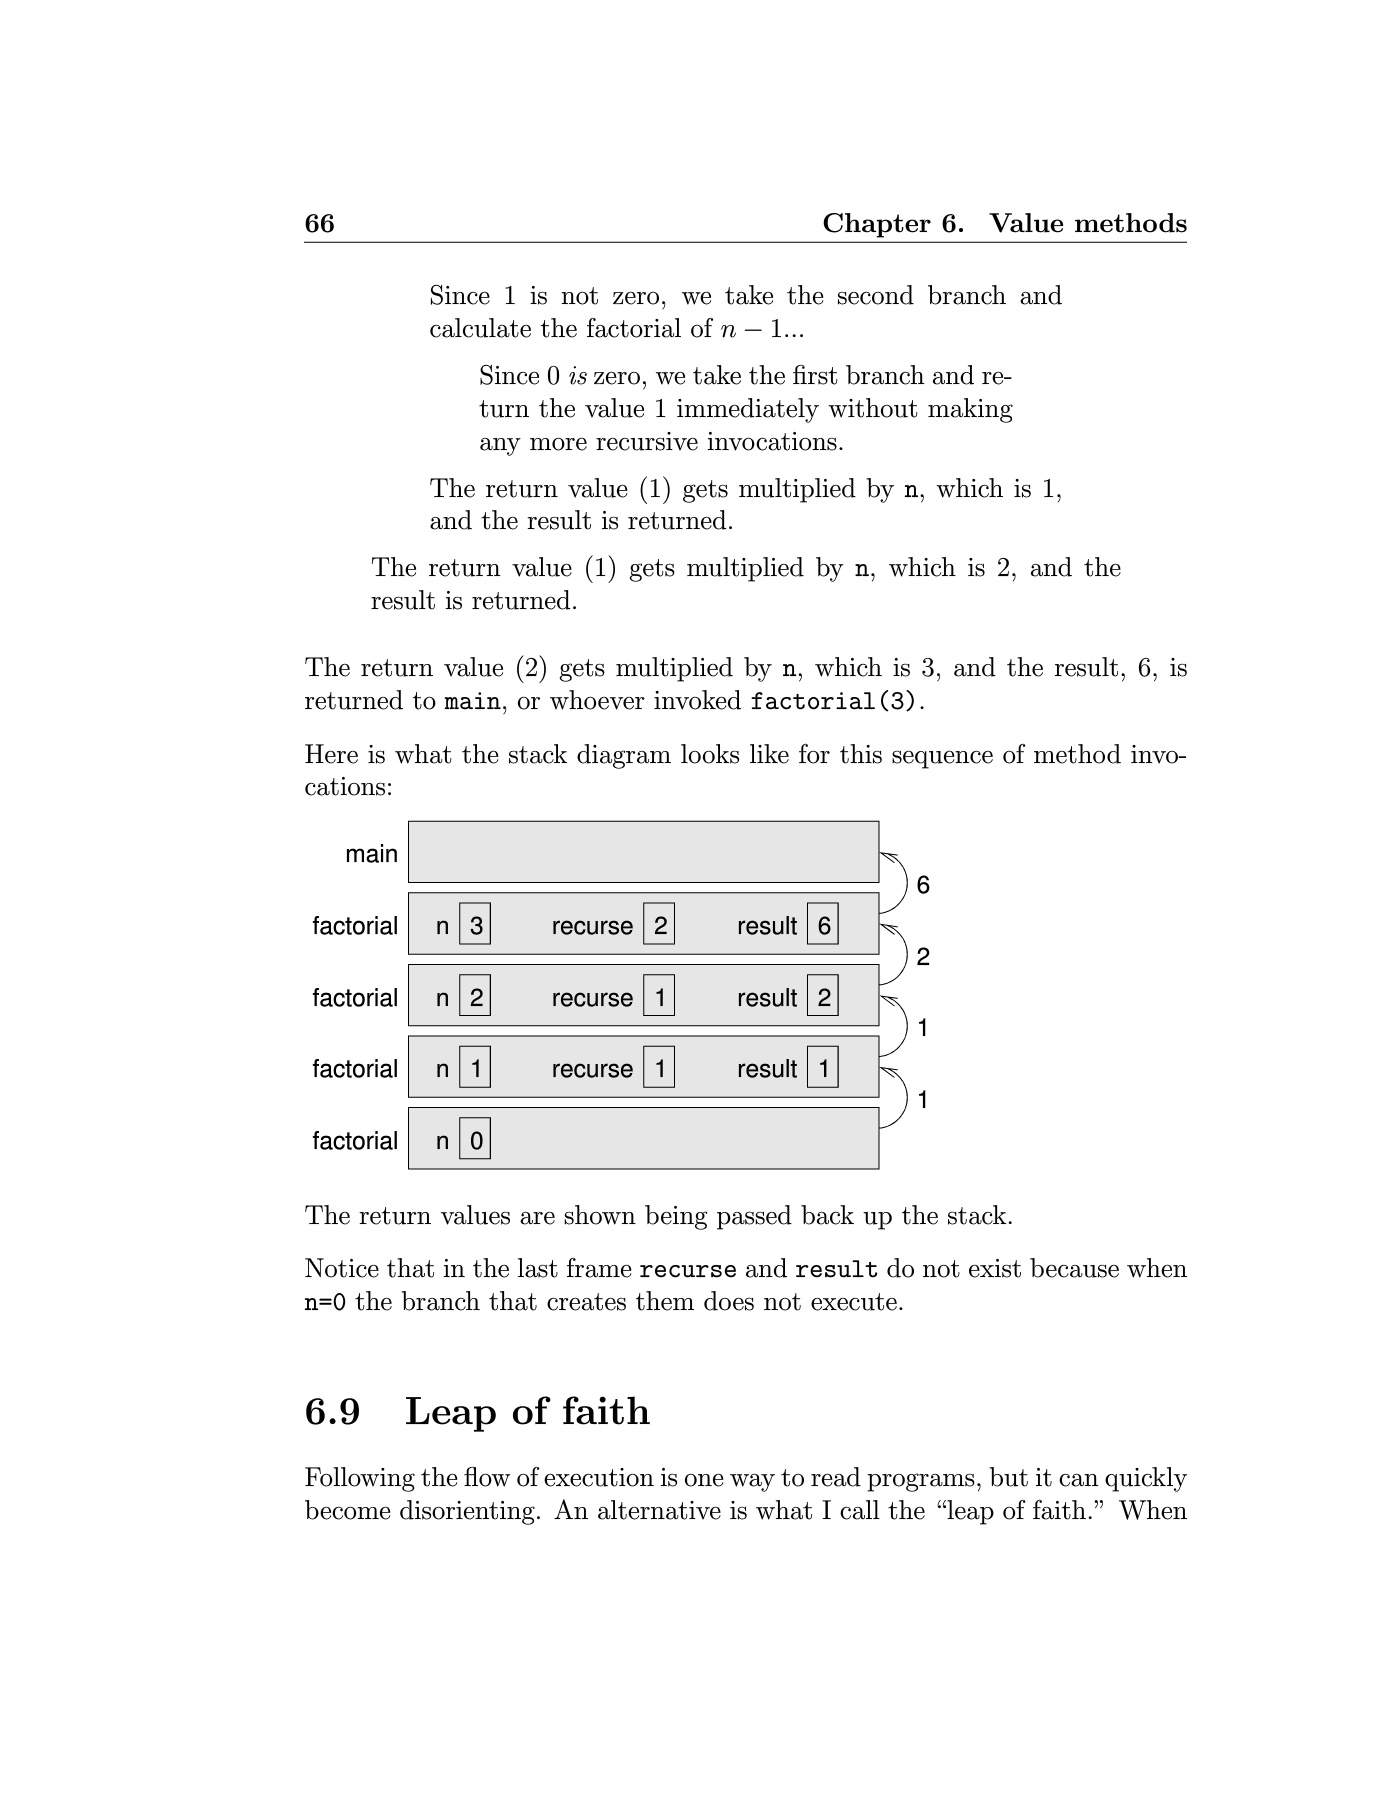 66 Chapter 6. Value methods
Since 1 is not zero, we take the second branch and
calculate the factorial of n − 1...
Since 0 is zero, we take the first branch and re-
turn the value 1 immediately without making
any more recursive invocations.
The return value (1) gets multiplied by n, which is 1,
and the result is returned.
The return value (1) gets multiplied by n, which is 2, and the
result is returned.
The return value (2) gets multiplied by n, which is 3, and the result, 6, is
returned to main, or whoever invoked factorial(3).
Here is what the stack diagram looks like for this sequence of method invo-
cations:
main
6
factorial n 3 recurse 2 result 6
2
factorial n 2 recurse 1 result 2
1
factorial n 1 recurse 1 result 1
1
factorial n 0
The return values are shown being passed back up the stack.
Notice that in the last frame recurse and result do not exist because when
n=0 the branch that creates them does not execute.
6.9 Leap of faith
Following the flow of execution is one way to read programs, but it can quickly
become disorienting. An alternative is what I call the “leap of faith.” When